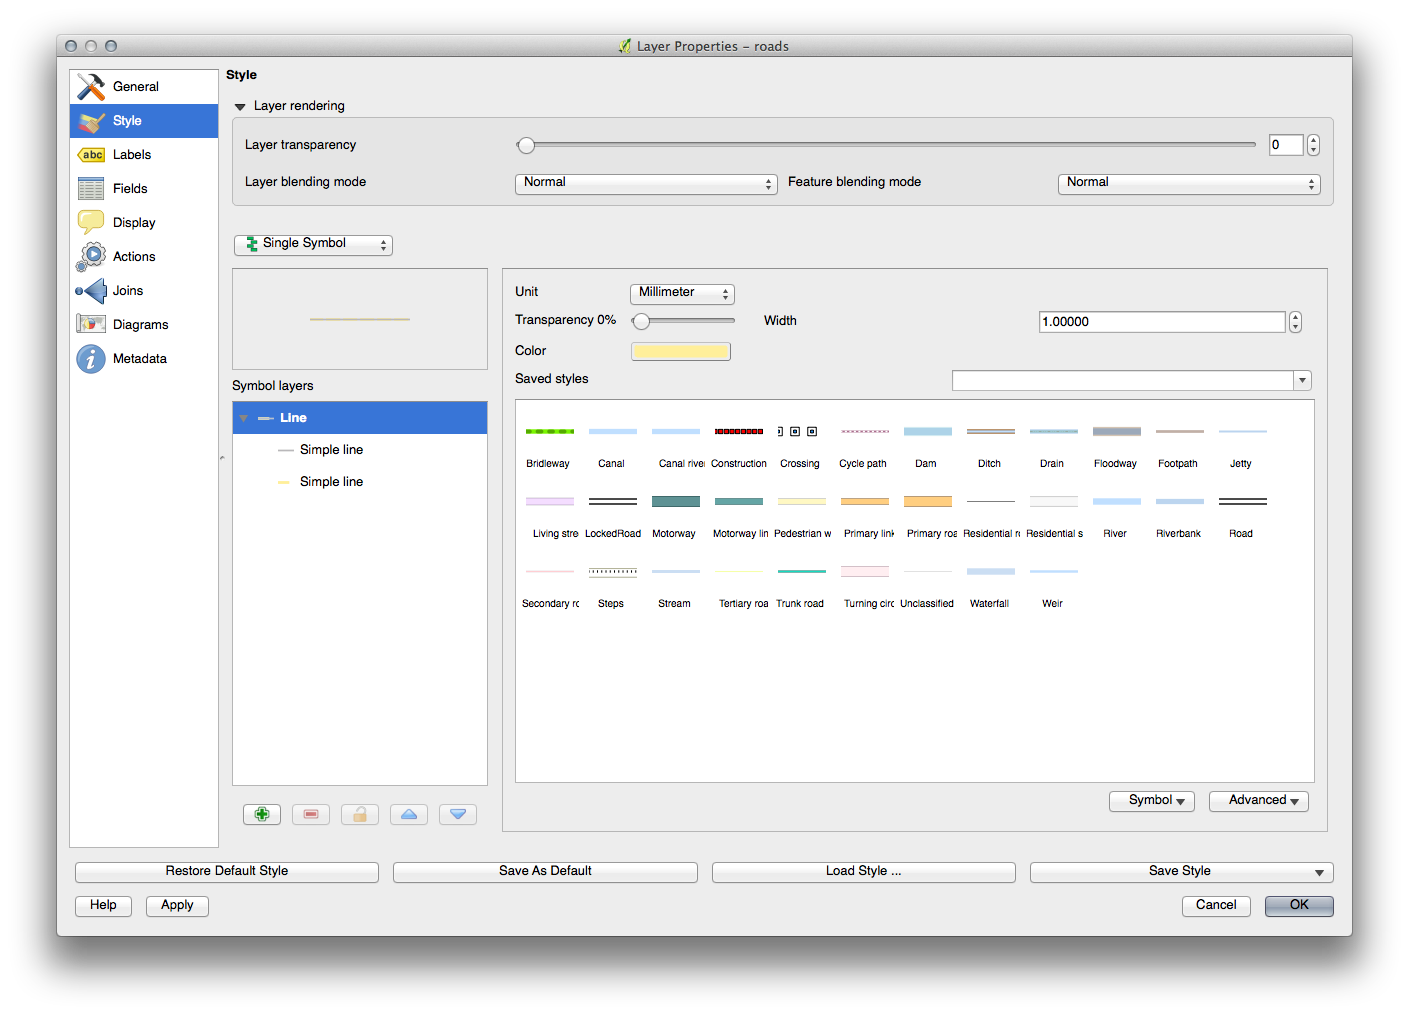 Layer Properties – roads
General
Style
Labels
Fields
Display
Actions
Joins
Diagrams
Metadata
Style
Layer rendering
Layer transparency
0
Layer blending mode
Normal
Feature blending mode
Normal
Single Symbol
Symbol layers
Line
Simple line
Simple line
Unit
Millimeter
Transparency 0%
Width
1.00000
Color
Saved styles
Bridleway Canal Canal river Construction Crossing Cycle path Dam Ditch Drain Floodway Footpath Jetty
Living stre LockedRoad Motorway Motorway lin Pedestrian w Primary link Primary roa Residential ro Residential s River Riverbank Road
Secondary ro Steps Stream Tertiary roa Trunk road Turning circ Unclassified Waterfall Weir
Symbol
Advanced
Restore Default Style
Save As Default
Load Style ...
Save Style
Help
Apply
Cancel
OK